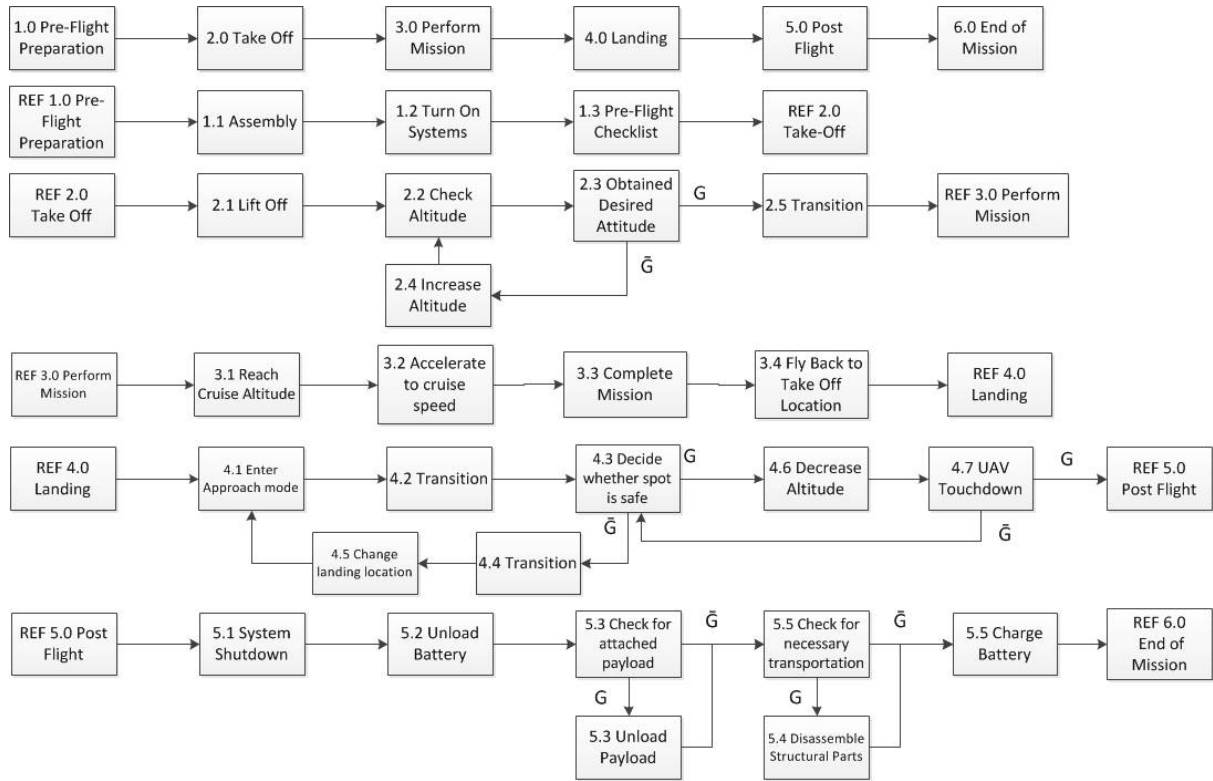 1.0 Pre-Flight
Preparation
2.0 Take Off
3.0 Perform
Mission
4.0 Landing
5.0 Post
Flight
6.0 End of
Mission
REF 1.0 Pre-
Flight
Preparation
1.1 Assembly
1.2 Turn On
Systems
1.3 Pre-Flight
Checklist
REF 2.0
Take-Off
REF 2.0
Take Off
2.1 Lift Off
2.2 Check
Altitude
2.3 Obtained
Desired
Attitude
G
2.5 Transition
REF 3.0 Perform
Mission
Ḡ
2.4 Increase
Altitude
REF 3.0 Perform
Mission
3.1 Reach
Cruise Altitude
3.2 Accelerate
to cruise
speed
3.3 Complete
Mission
3.4 Fly Back to
Take Off
Location
REF 4.0
Landing
REF 4.0
Landing
4.1 Enter
Approach mode
4.2 Transition
4.3 Decide
whether spot
is safe
G
4.6 Decrease
Altitude
4.7 UAV
Touchdown
G
REF 5.0
Post Flight
Ḡ
Ḡ
4.5 Change
landing location
4.4 Transition
REF 5.0 Post
Flight
5.1 System
Shutdown
5.2 Unload
Battery
5.3 Check for
attached
payload
Ḡ
5.5 Check for
necessary
transportation
Ḡ
5.5 Charge
Battery
REF 6.0
End of
Mission
G
G
5.3 Unload
Payload
5.4 Disassemble
Structural Parts